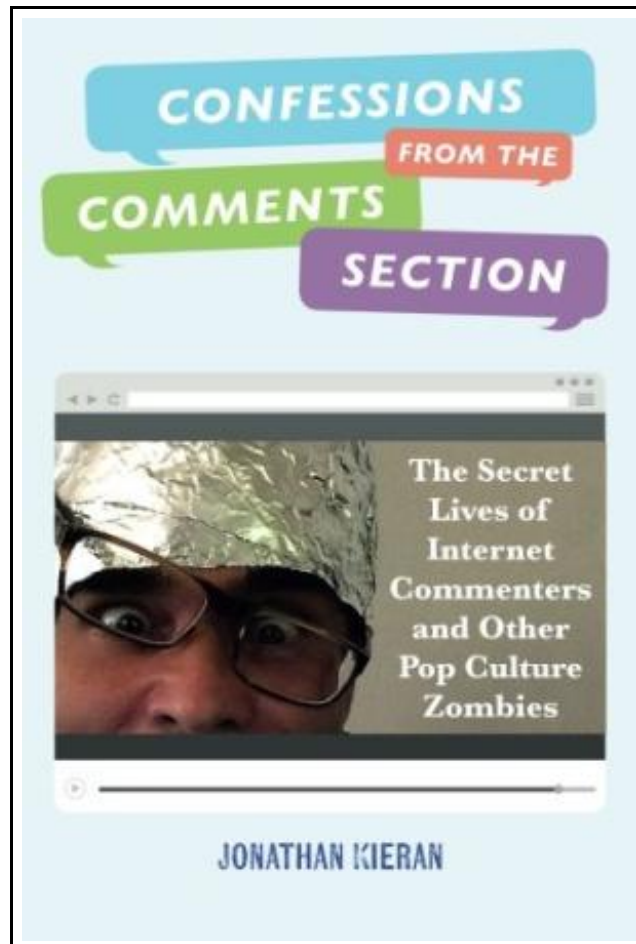 CONFESSIONS
FROM THE
COMMENTS
SECTION
The Secret
Lives of
Internet
Commenters
and Other
Pop Culture
Zombies
JONATHAN KIERAN